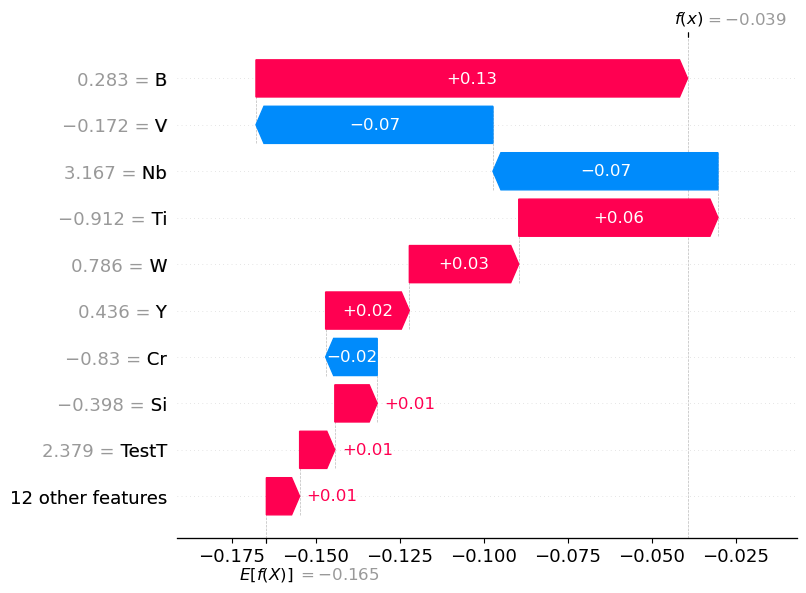 f(x) = −0.039
0.283 = B
+0.13
−0.172 = V
−0.07
3.167 = Nb
−0.07
−0.912 = Ti
+0.06
0.786 = W
+0.03
0.436 = Y
+0.02
−0.83 = Cr
−0.02
−0.398 = Si
+0.01
2.379 = TestT
+0.01
12 other features
+0.01
−0.175 −0.150 −0.125 −0.100 −0.075 −0.050 −0.025
E[f(X)] = −0.165